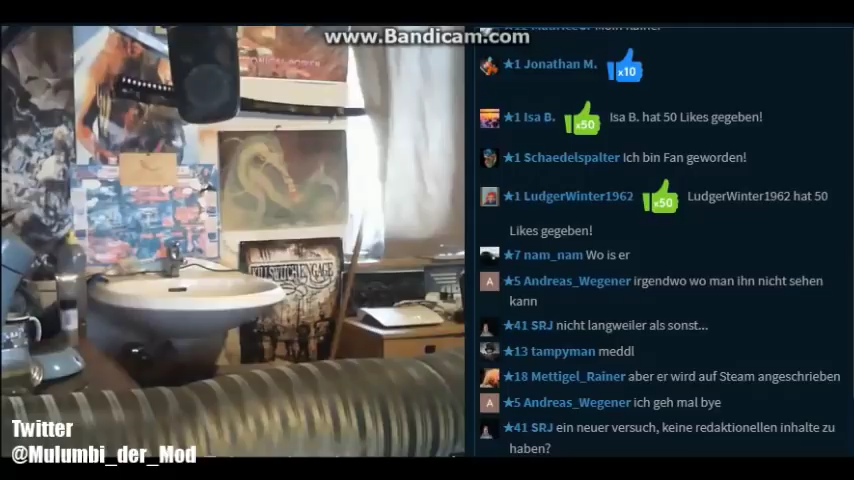 www.Bandicam.com
★1 Jonathan M. x10
★1 Isa B. x50 Isa B. hat 50 Likes gegeben!
★1 Schaedelspalter Ich bin Fan geworden!
★1 LudgerWinter1962 x50 LudgerWinter1962 hat 50
Likes gegeben!
★7 nam_nam Wo is er
A ★5 Andreas_Wegener irgendwo wo man ihn nicht sehen
kann
★41 SRJ nicht langweiler als sonst...
★13 tampyman meddl
★18 Mettigel_Rainer aber er wird auf Steam angeschrieben
A ★5 Andreas_Wegener ich geh mal bye
★41 SRJ ein neuer versuch, keine redaktionellen inhalte zu
haben?
KILLSWITCH ENGAGE
Twitter
@Mulumbi_der_Mod